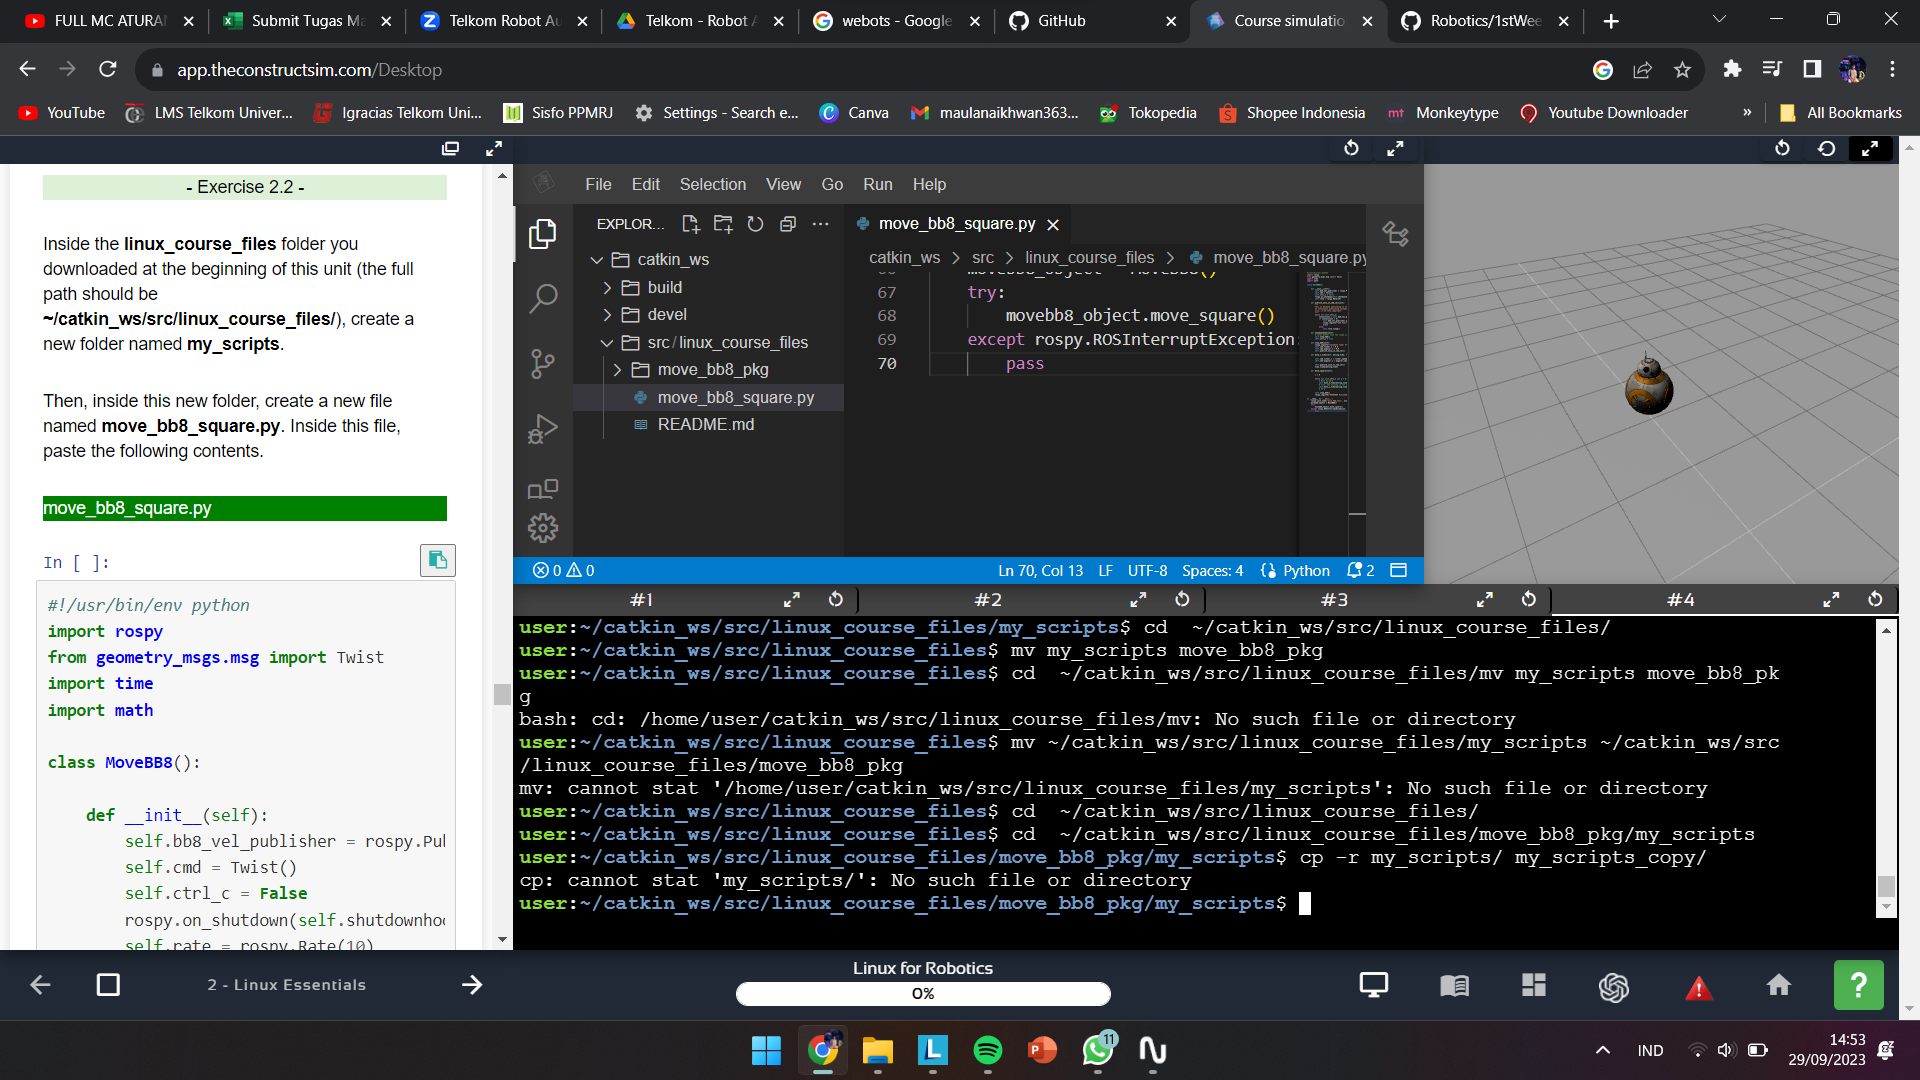 FULL MC ATURA
Submit Tugas Ma
Telkom Robot Au
Telkom - Robot A
webots - Google
GitHub
Course simulatio
Robotics/1stWee
app.theconstructsim.com/Desktop
YouTube
LMS Telkom Univer...
Igracias Telkom Uni...
Sisfo PPMRJ
Settings - Search e...
Canva
maulanaikhwan363...
Tokopedia
Shopee Indonesia
mt Monkeytype
Youtube Downloader
»
All Bookmarks
- Exercise 2.2 -
Inside the linux_course_files folder you
downloaded at the beginning of this unit (the full
path should be
~/catkin_ws/src/linux_course_files/), create a
new folder named my_scripts.
Then, inside this new folder, create a new file
named move_bb8_square.py. Inside this file,
paste the following contents.
move_bb8_square.py
In [ ]:
#!/usr/bin/env python
import rospy
from geometry_msgs.msg import Twist
import time
import math
class MoveBB8():
def __init__(self):
self.bb8_vel_publisher = rospy.Pub
self.cmd = Twist()
self.ctrl_c = False
rospy.on_shutdown(self.shutdownhoo
self.rate = rospy.Rate(10)
File Edit Selection View Go Run Help
EXPLOR...
catkin_ws
build
devel
src / linux_course_files
move_bb8_pkg
move_bb8_square.py
README.md
move_bb8_square.py
catkin_ws > src > linux_course_files > move_bb8_square.py
66 movebb8_object = MoveBB8()
67 try:
68 movebb8_object.move_square()
69 except rospy.ROSInterruptException:
70 pass
0 0
Ln 70, Col 13 LF UTF-8 Spaces: 4 Python 2
#1 #2 #3 #4
user:~/catkin_ws/src/linux_course_files/my_scripts$ cd  ~/catkin_ws/src/linux_course_files/
user:~/catkin_ws/src/linux_course_files$ mv my_scripts move_bb8_pkg
user:~/catkin_ws/src/linux_course_files$ cd  ~/catkin_ws/src/linux_course_files/mv my_scripts move_bb8_pk
g
bash: cd: /home/user/catkin_ws/src/linux_course_files/mv: No such file or directory
user:~/catkin_ws/src/linux_course_files$ mv ~/catkin_ws/src/linux_course_files/my_scripts ~/catkin_ws/src
/linux_course_files/move_bb8_pkg
mv: cannot stat '/home/user/catkin_ws/src/linux_course_files/my_scripts': No such file or directory
user:~/catkin_ws/src/linux_course_files$ cd  ~/catkin_ws/src/linux_course_files/
user:~/catkin_ws/src/linux_course_files$ cd  ~/catkin_ws/src/linux_course_files/move_bb8_pkg/my_scripts
user:~/catkin_ws/src/linux_course_files/move_bb8_pkg/my_scripts$ cp -r my_scripts/ my_scripts_copy/
cp: cannot stat 'my_scripts/': No such file or directory
user:~/catkin_ws/src/linux_course_files/move_bb8_pkg/my_scripts$
2 - Linux Essentials
Linux for Robotics
0%
?
11
IND
14:53
29/09/2023